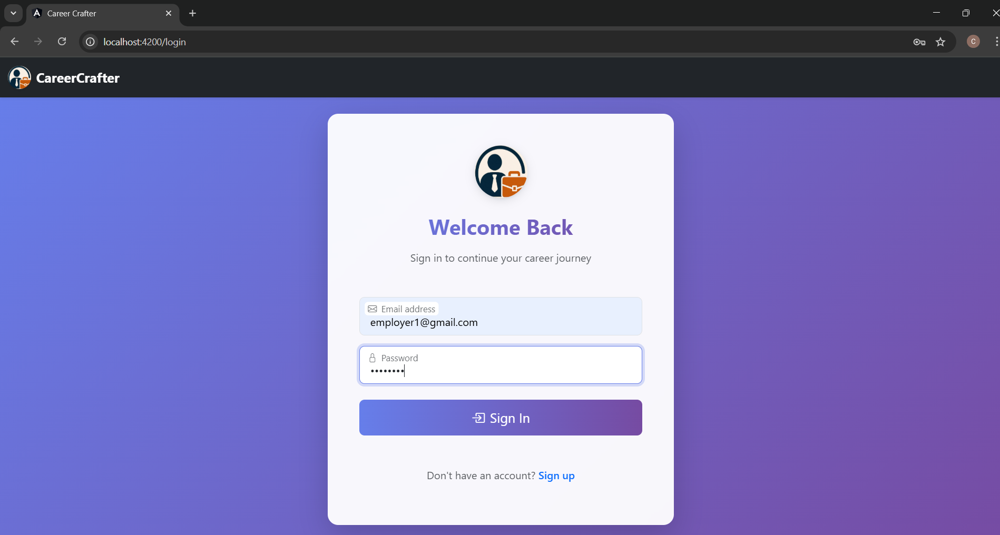 Career Crafter
localhost:4200/login
C
CareerCrafter
Welcome Back
Sign in to continue your career journey
Email address
employer1@gmail.com
Password
••••••••
Sign In
Don't have an account? Sign up